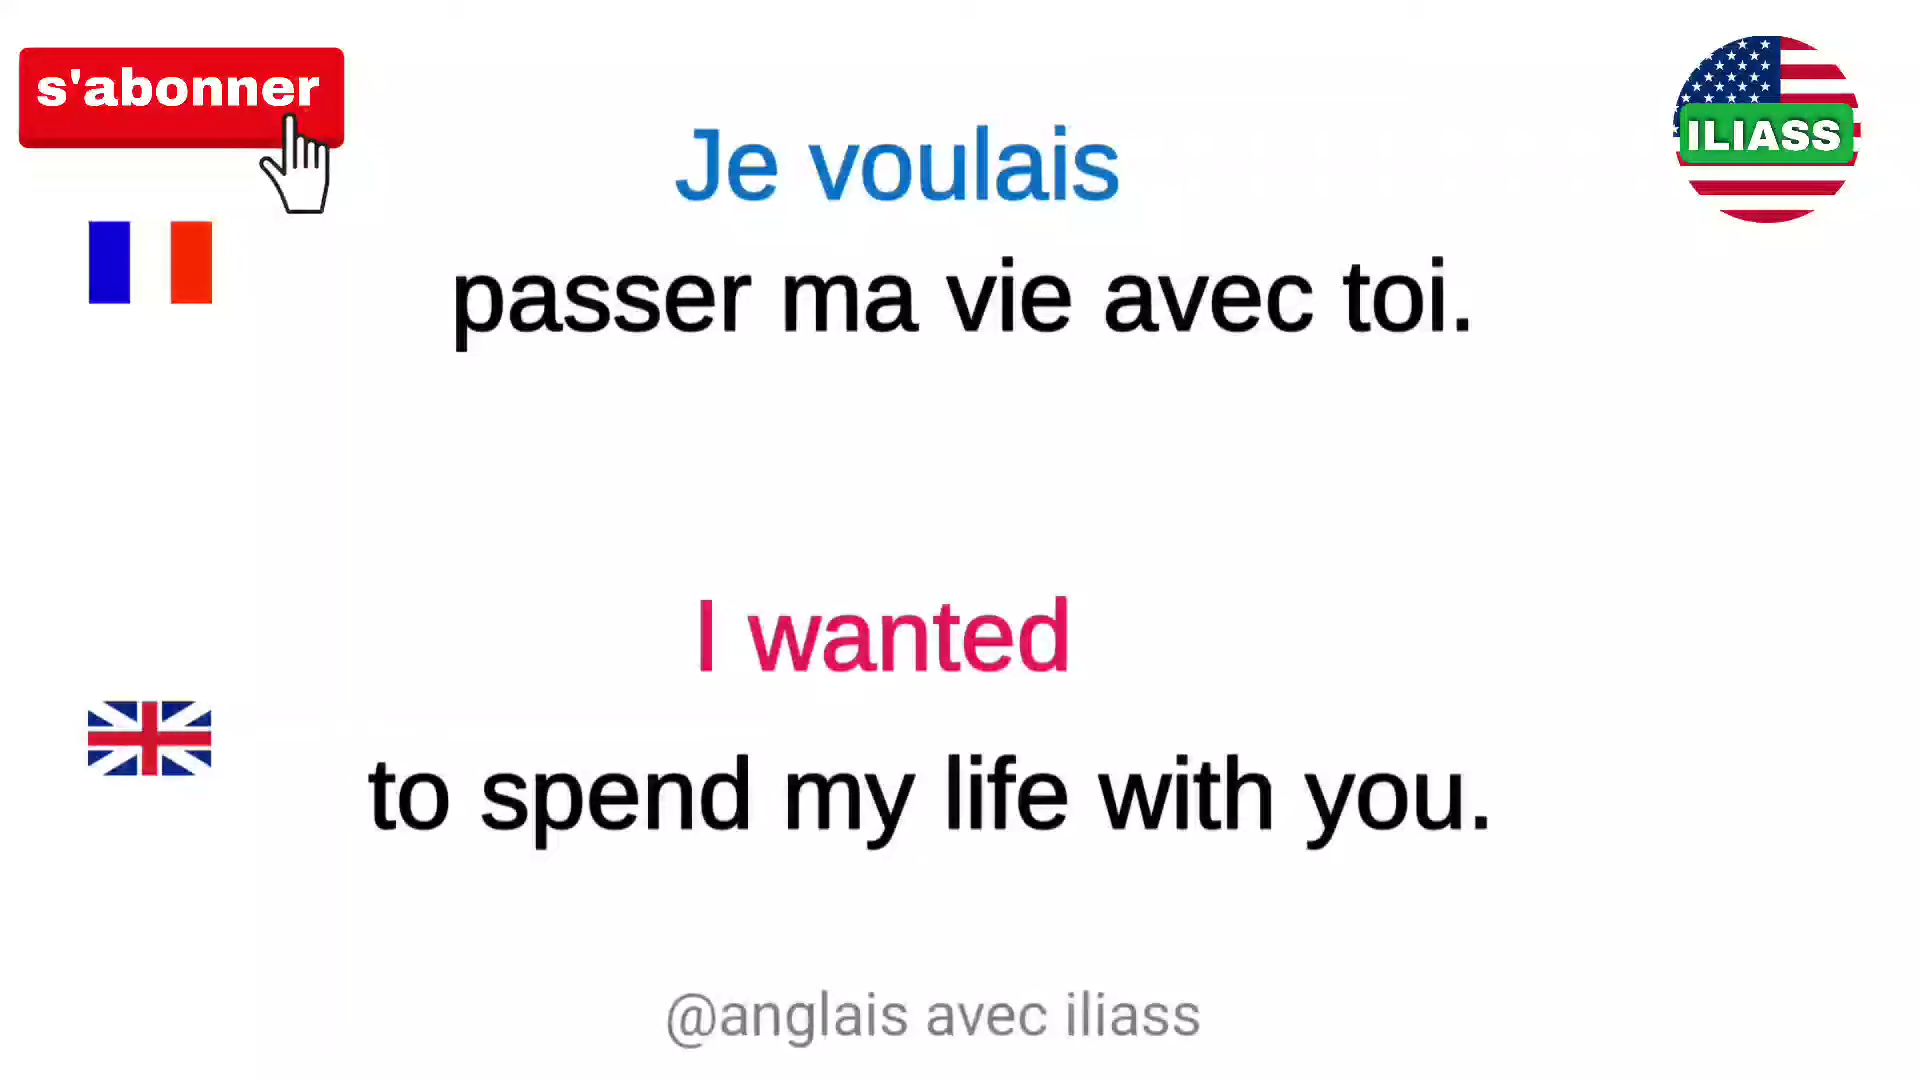 s'abonner
ILIASS
Je voulais
passer ma vie avec toi.
I wanted
to spend my life with you.
@anglais avec iliass